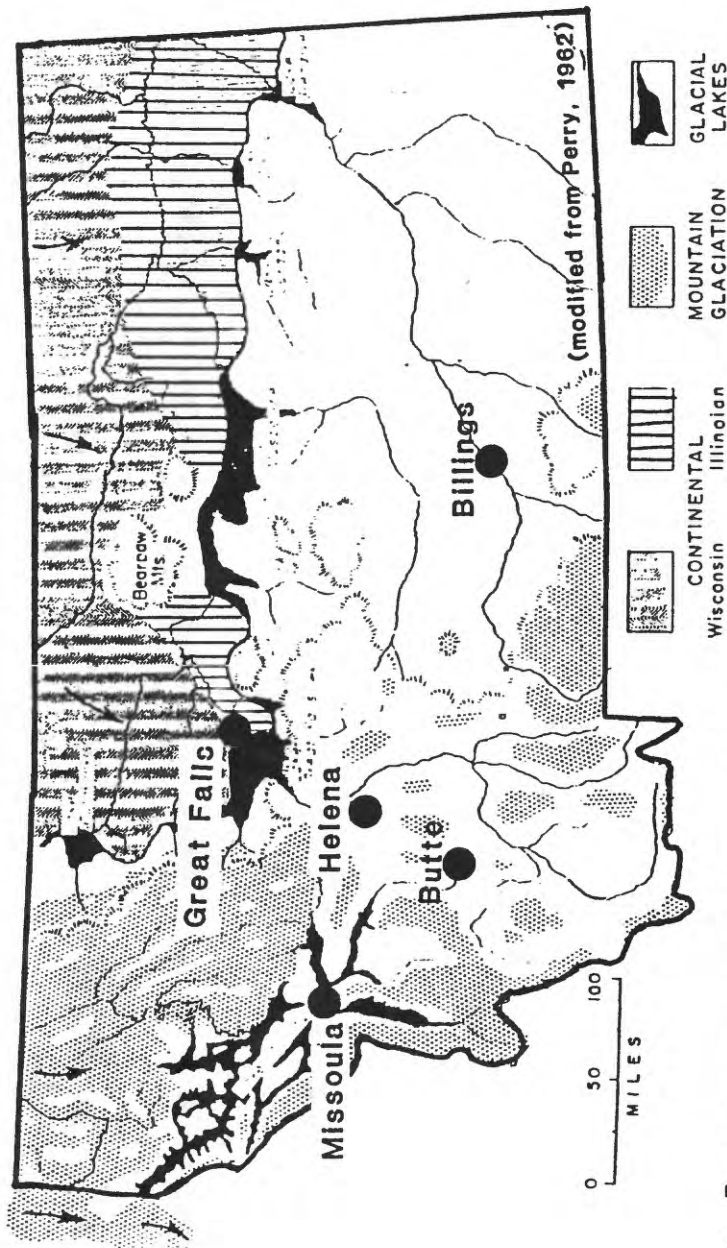 Bearcaw
Mts.
Great Falls
Missoula
Helena
Butte
Billings
(modified from Perry, 1962)
0 50 100
MILES
CONTINENTAL
Wisconsin Illinoian
MOUNTAIN
GLACIATION
GLACIAL
LAKES